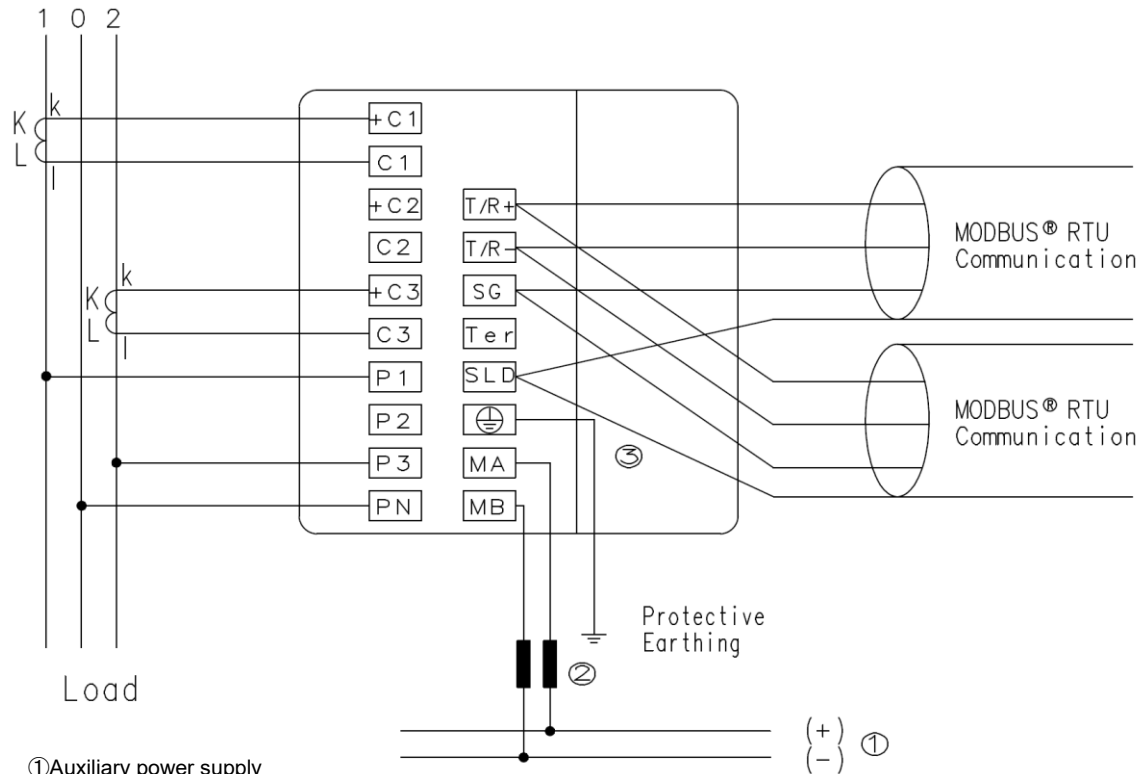 1 0 2
K k
L l
K k
L l
+C1
C1
+C2
C2
+C3
C3
P1
P2
P3
PN
T/R+
T/R-
SG
Ter
SLD
MA
MB
③
MODBUS® RTU
Communication
MODBUS® RTU
Communication
Protective
Earthing
②
Load
(+)
(-)
①
①Auxiliary power supply